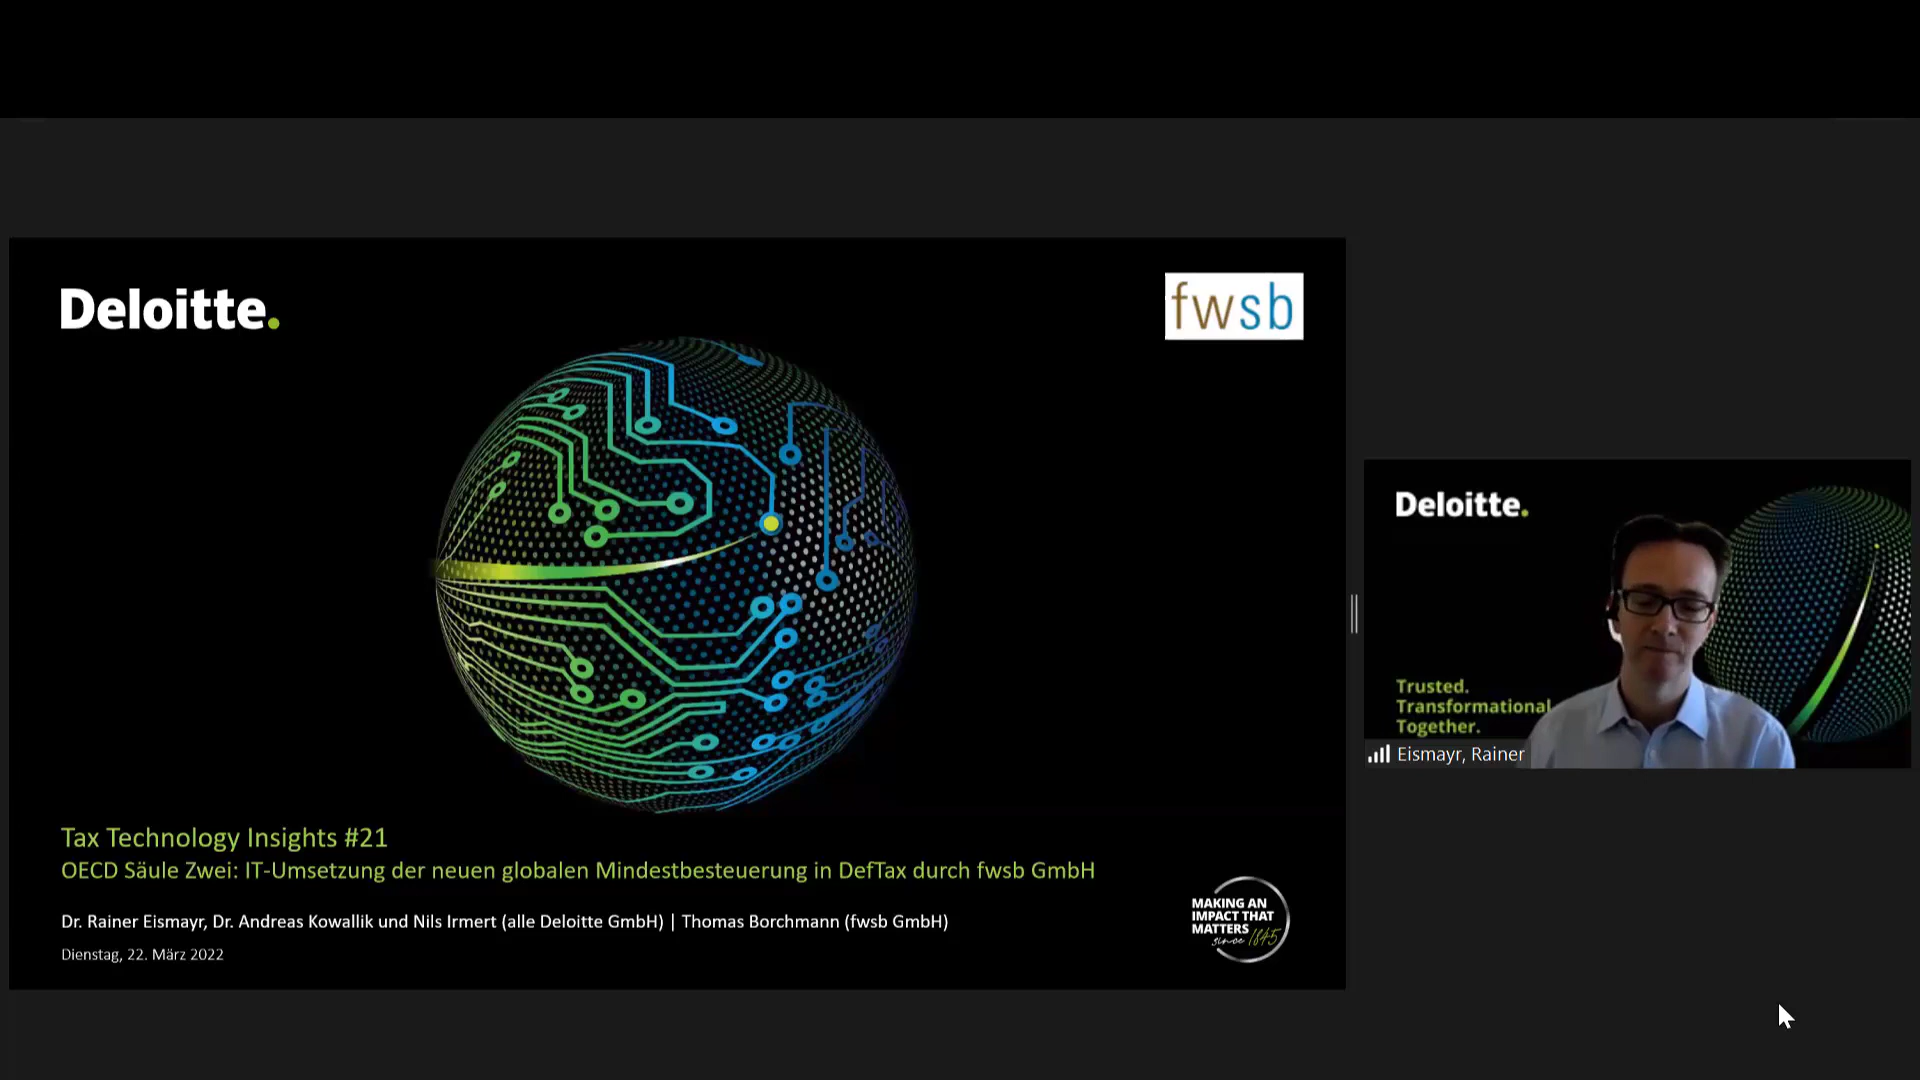 Deloitte.
fwsb
Tax Technology Insights #21
OECD Säule Zwei: IT-Umsetzung der neuen globalen Mindestbesteuerung in DefTax durch fwsb GmbH
Dr. Rainer Eismayr, Dr. Andreas Kowallik und Nils Irmert (alle Deloitte GmbH) | Thomas Borchmann (fwsb GmbH)
Dienstag, 22. März 2022
MAKING AN
IMPACT THAT
MATTERS
since 1845
Deloitte.
Trusted.
Transformational.
Together.
Eismayr, Rainer